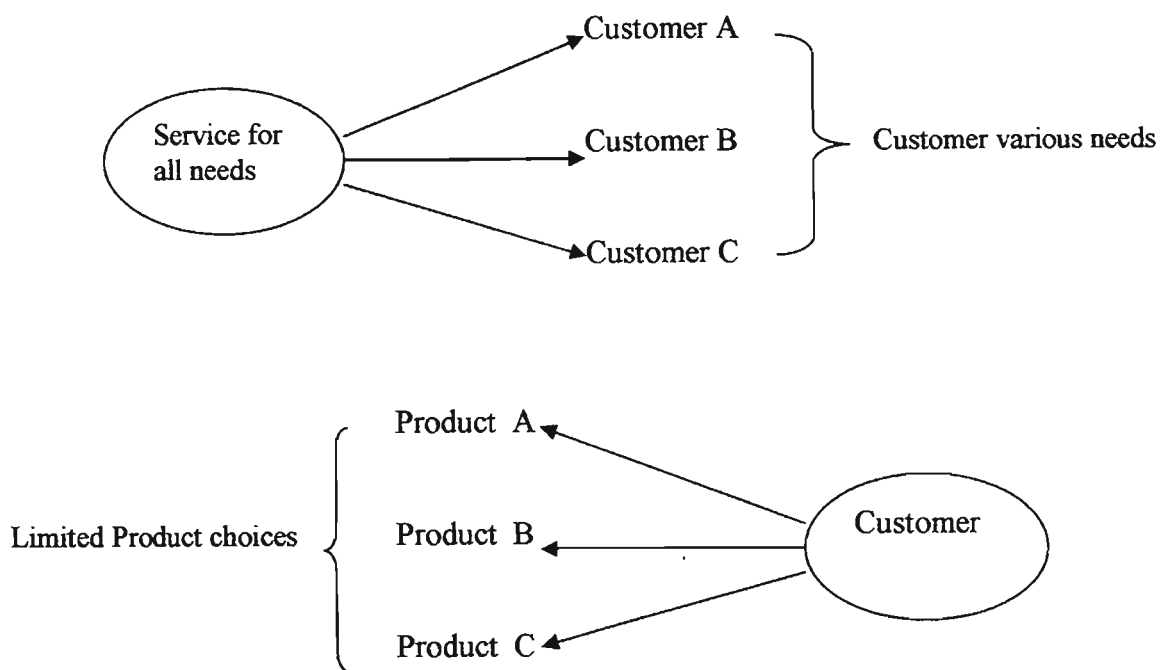 Customer A
Service for
all needs
Customer B
Customer various needs
Customer C
Product A
Limited Product choices
Product B
Customer
Product C